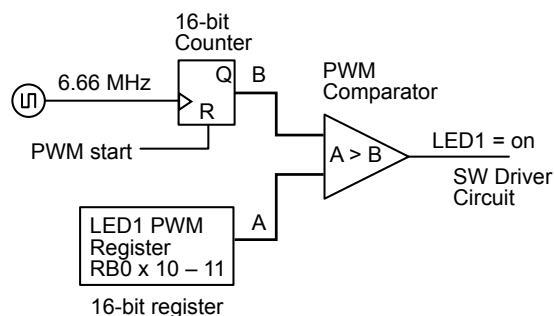 16-bit
Counter
6.66 MHz
Q
B
R
PWM start
PWM
Comparator
A > B
LED1 = on
SW Driver
Circuit
LED1 PWM
Register
RB0 x 10 – 11
A
16-bit register